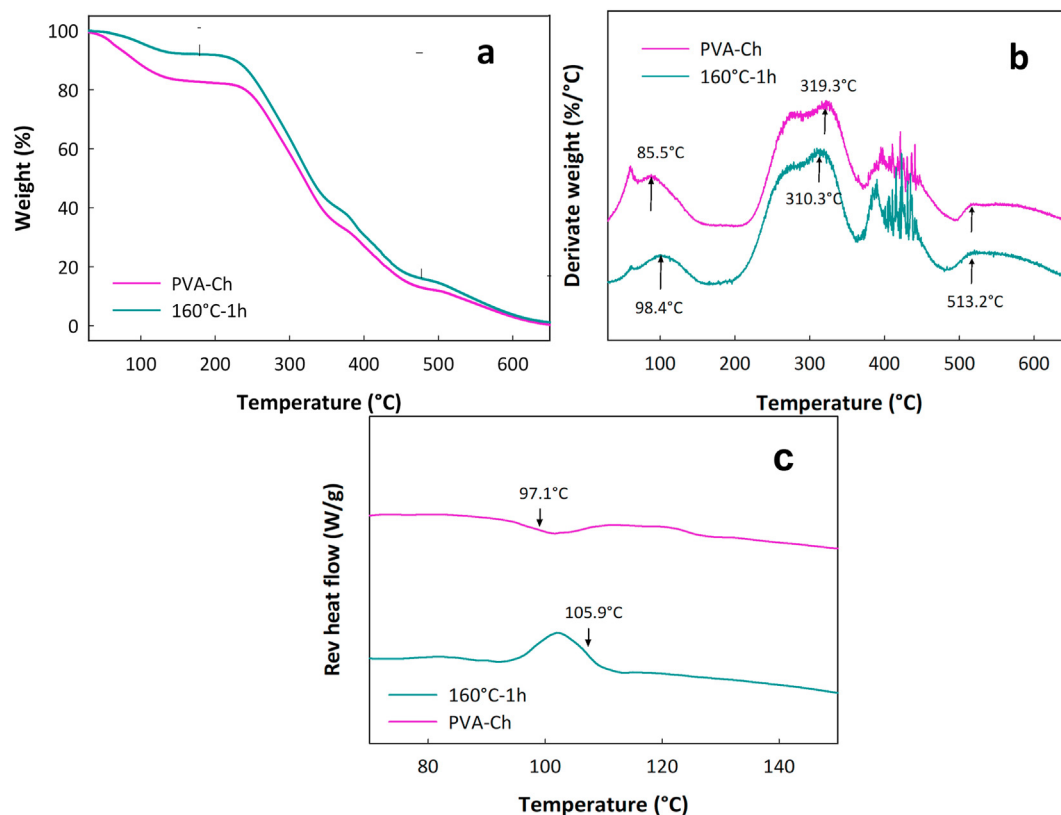 a
100
80
60
40
20
0
Weight (%)
PVA-Ch
160°C-1h
100
200
300
400
500
600
Temperature (°C)
b
PVA-Ch
160°C-1h
319.3°C
85.5°C
310.3°C
98.4°C
513.2°C
Derivate weight (%/°C)
0
100
200
300
400
500
600
Temperature (°C)
c
97.1°C
105.9°C
Rev heat flow (W/g)
160°C-1h
PVA-Ch
80
100
120
140
Temperature (°C)